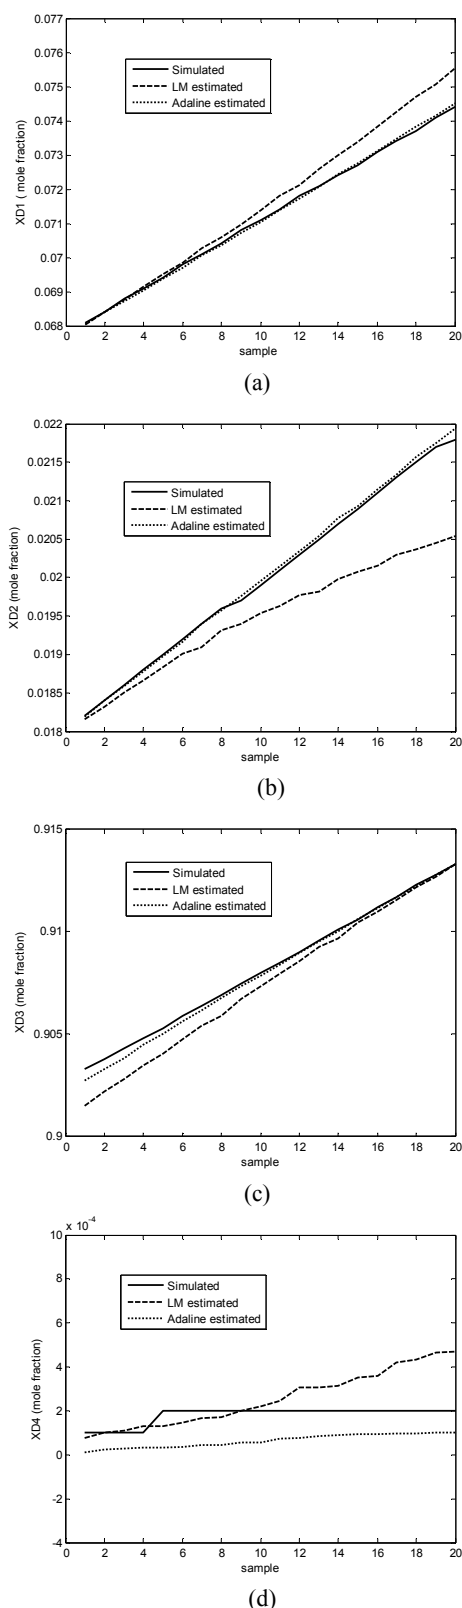 0.077
0.076
0.075
0.074
0.073
0.072
0.071
0.07
0.069
0.068
XD1 ( mole fraction)
Simulated
LM estimated
Adaline estimated
0 2 4 6 8 10 12 14 16 18 20
sample
(a)
0.022
0.0215
0.021
0.0205
0.02
0.0195
0.019
0.0185
0.018
XD2 (mole fraction)
Simulated
LM estimated
Adaline estimated
0 2 4 6 8 10 12 14 16 18 20
sample
(b)
0.915
0.91
0.905
0.9
XD3 (mole fraction)
Simulated
LM estimated
Adaline estimated
0 2 4 6 8 10 12 14 16 18 20
sample
(c)
x 10⁻⁴
10
8
6
4
2
0
-2
-4
XD4 (mole fraction)
Simulated
LM estimated
Adaline estimated
0 2 4 6 8 10 12 14 16 18 20
sample
(d)